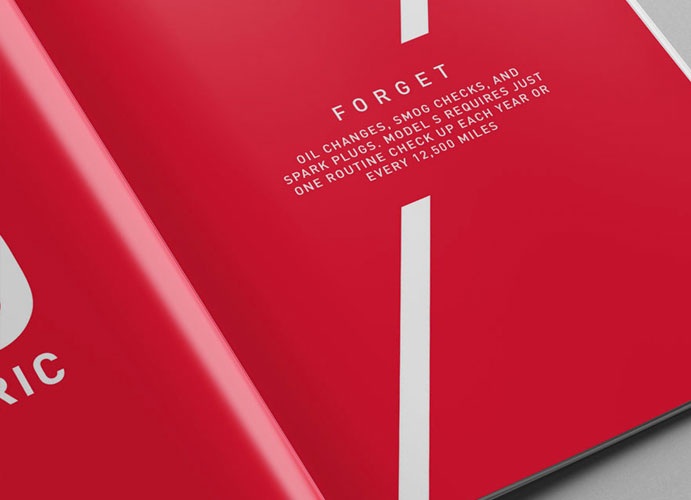 RIC
FORGET
OIL CHANGES, SMOG CHECKS, AND
SPARK PLUGS. MODEL S REQUIRES JUST
ONE ROUTINE CHECK UP EACH YEAR OR
EVERY 12,500 MILES